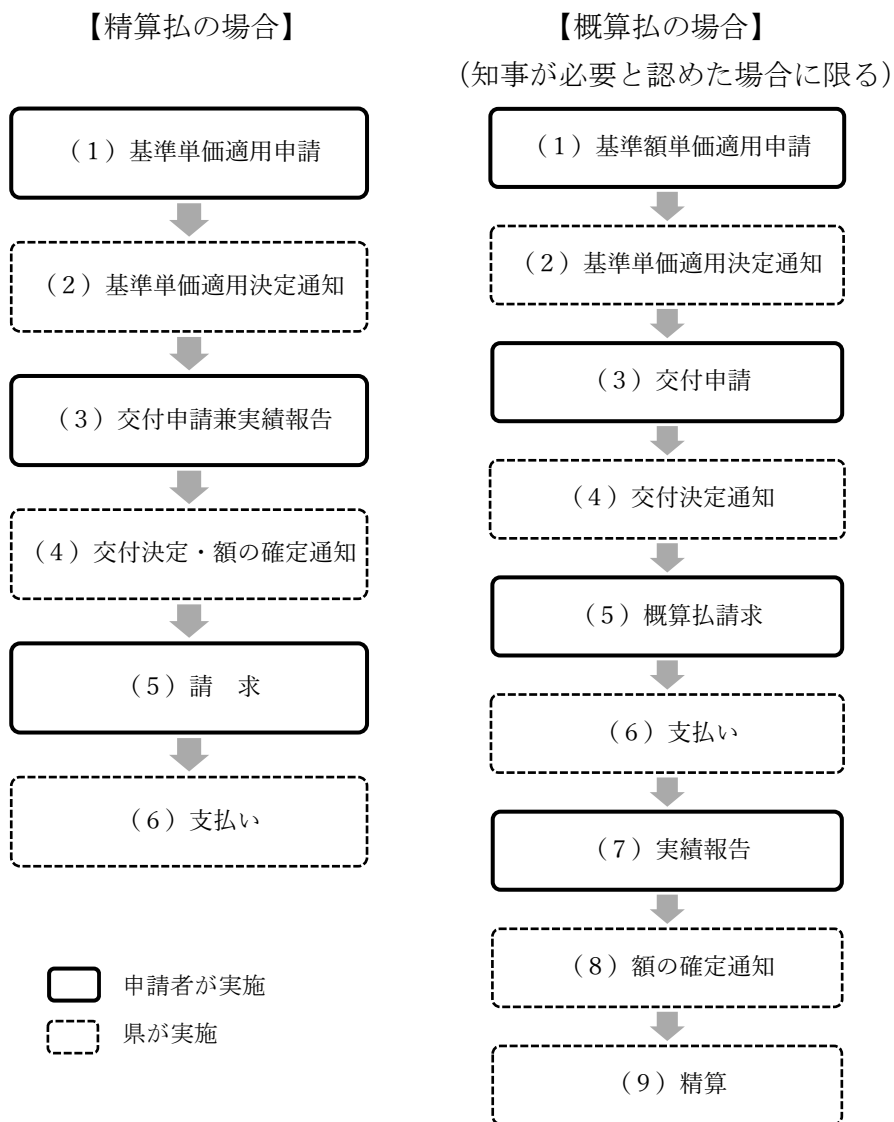 【精算払の場合】
(1)基準単価適用申請
(2)基準単価適用決定通知
(3)交付申請兼実績報告
(4)交付決定・額の確定通知
(5)請　求
(6)支払い
申請者が実施
県が実施
【概算払の場合】
(知事が必要と認めた場合に限る)
(1)基準額単価適用申請
(2)基準単価適用決定通知
(3)交付申請
(4)交付決定通知
(5)概算払請求
(6)支払い
(7)実績報告
(8)額の確定通知
(9)精算